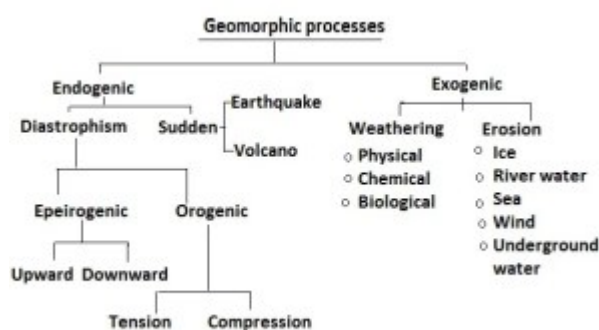 Geomorphic processes
Endogenic
Exogenic
Diastrophism
Sudden
Earthquake
Volcano
Weathering
Physical
Chemical
Biological
Erosion
Ice
River water
Sea
Wind
Underground
water
Epeirogenic
Orogenic
Upward
Downward
Tension
Compression